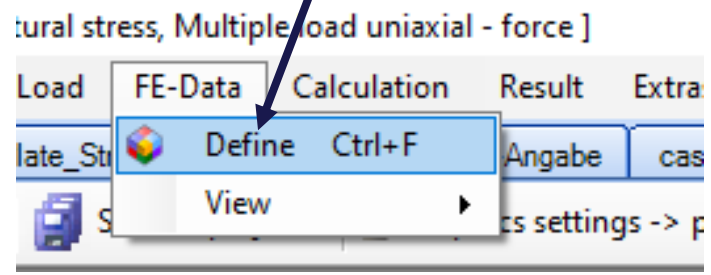 tural stress, Multiple load uniaxial - force ]
Load FE-Data Calculation Result Extra
late_St Define Ctrl+F Angabe cas
View
S cs settings -> p